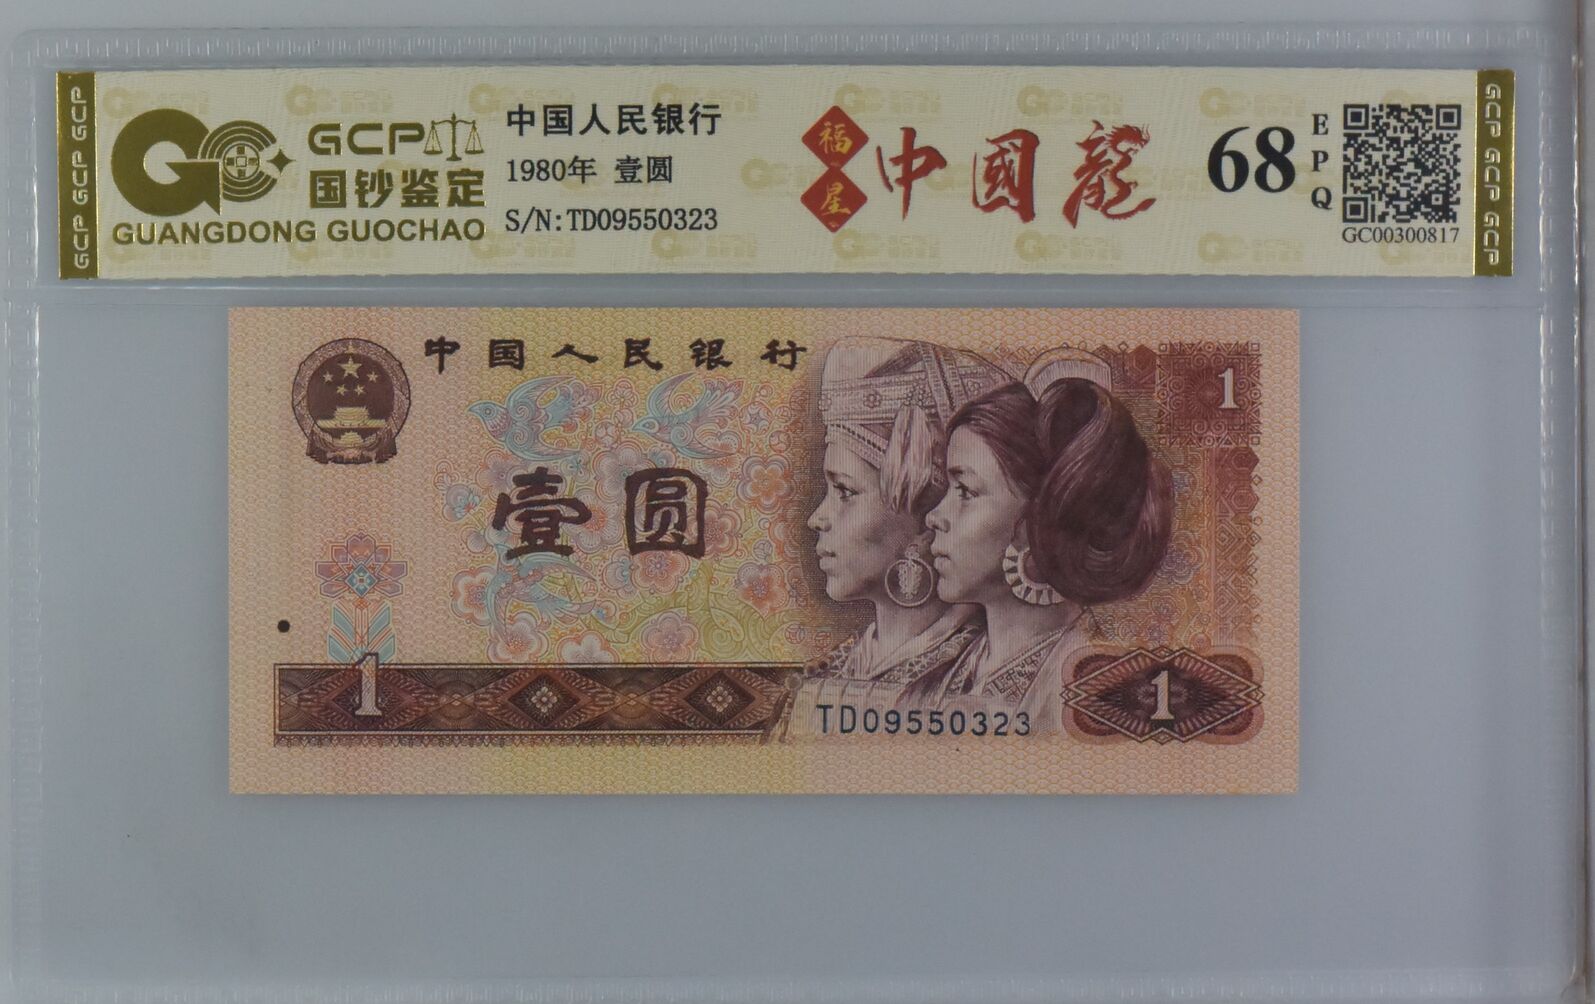 GCP GCP GCP
GCP
国钞鉴定
GUANGDONG GUOCHAO
中国人民银行
1980年 壹圆
S/N:TD09550323
福星
中國龍
68
EPQ
GC00300817
GCP GCP GCP
中国人民银行
1
壹圆
1
TD09550323
1